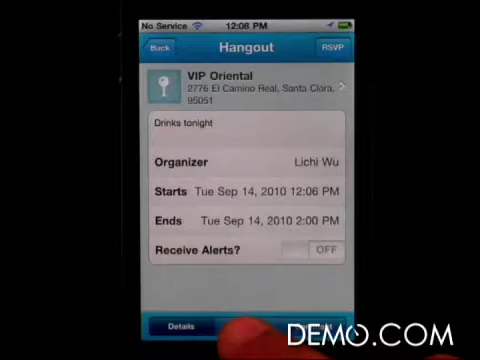 No Service 12:06 PM
Back Hangout RSVP
VIP Oriental
2776 El Camino Real, Santa Clara,
95051
Drinks tonight
Organizer Lichi Wu
Starts Tue Sep 14, 2010 12:06 PM
Ends Tue Sep 14, 2010 2:00 PM
Receive Alerts? OFF
Details
DEMO.COM